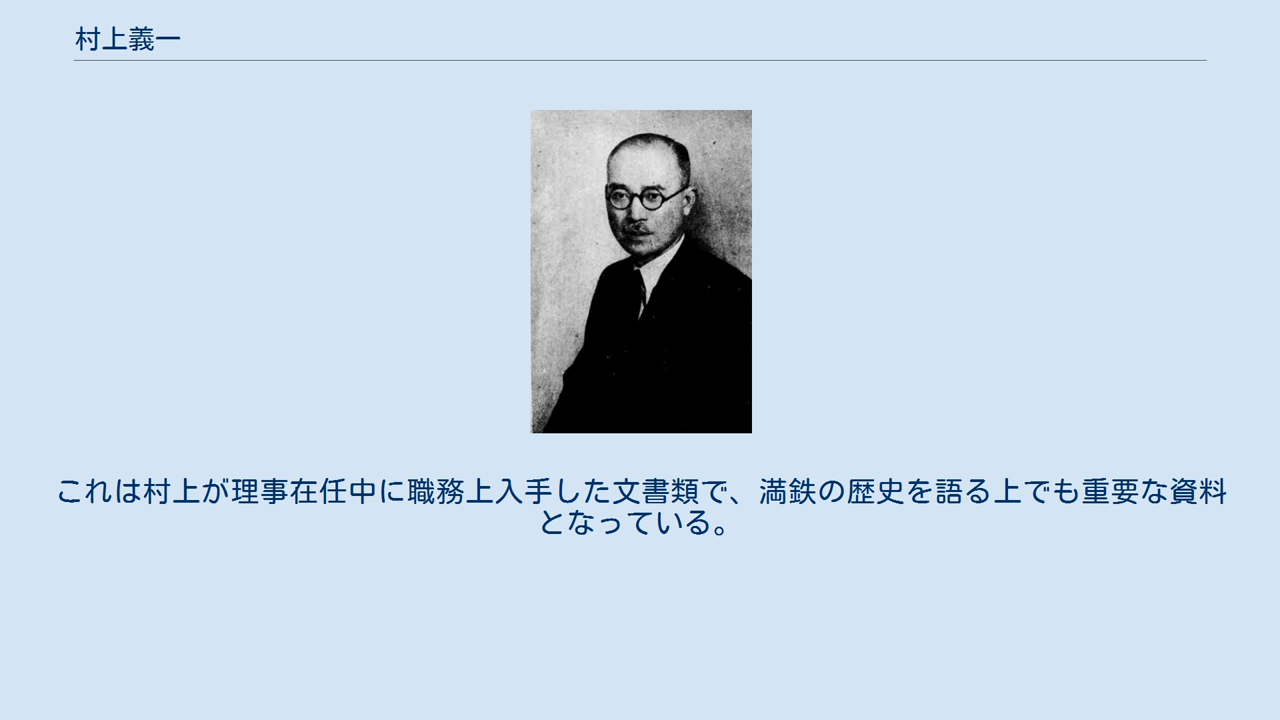 村上義一
これは村上が理事在任中に職務上入手した文書類で、満鉄の歴史を語る上でも重要な資料
となっている。